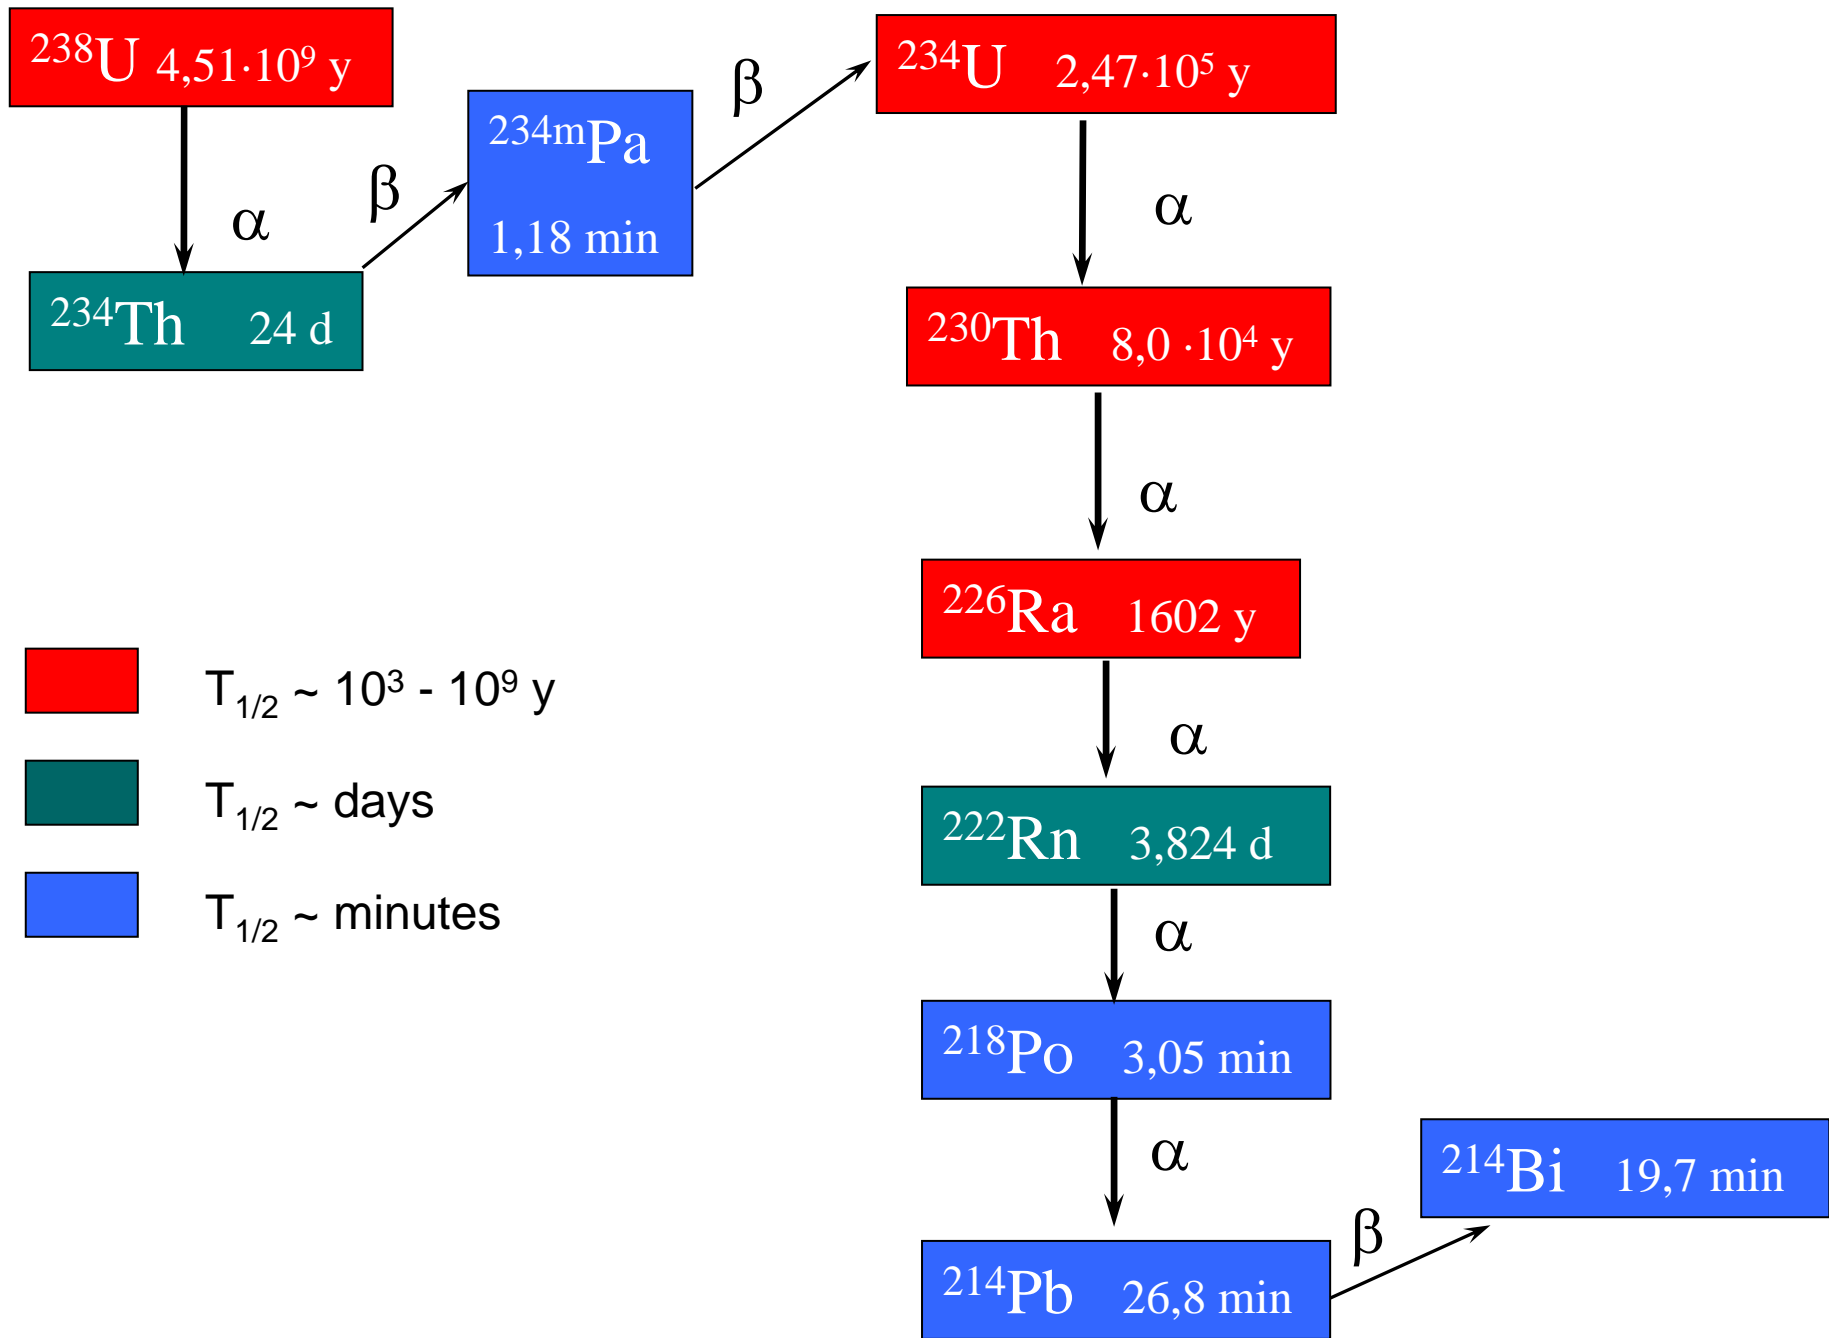 ²³⁸U 4,51·10⁹ y
β
²³⁴U 2,47·10⁵ y
²³⁴ᵐPa
1,18 min
α
β
α
²³⁴Th 24 d
²³⁰Th 8,0 ·10⁴ y
α
²²⁶Ra 1602 y
T₁/₂ ~ 10³ - 10⁹ y
α
T₁/₂ ~ days
²²²Rn 3,824 d
T₁/₂ ~ minutes
α
²¹⁸Po 3,05 min
α
²¹⁴Bi 19,7 min
β
²¹⁴Pb 26,8 min